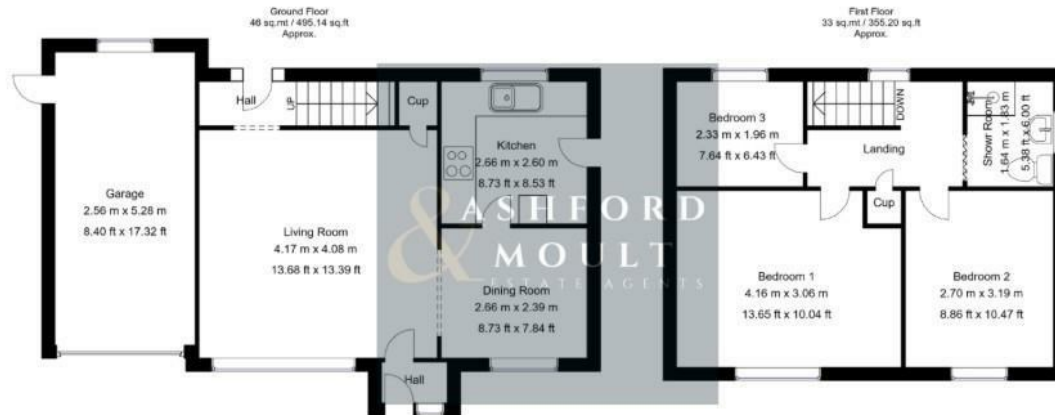 Ground Floor
46 sq.mt / 495.14 sq.ft
Approx.
Hall
UP
Cup
Garage
2.56 m x 5.28 m
8.40 ft x 17.32 ft
Living Room
4.17 m x 4.08 m
13.68 ft x 13.39 ft
Kitchen
2.66 m x 2.60 m
8.73 ft x 8.53 ft
Dining Room
2.66 m x 2.39 m
8.73 ft x 7.84 ft
Hall
& ASHFORD
MOULT
ESTATE AGENTS
First Floor
33 sq.mt / 355.20 sq.ft
Approx.
Bedroom 3
2.33 m x 1.96 m
7.64 ft x 6.43 ft
DOWN
Landing
Showr Room
1.64 m x 1.83 m
5.38 ft x 6.00 ft
Cup
Bedroom 1
4.16 m x 3.06 m
13.65 ft x 10.04 ft
Bedroom 2
2.70 m x 3.19 m
8.86 ft x 10.47 ft